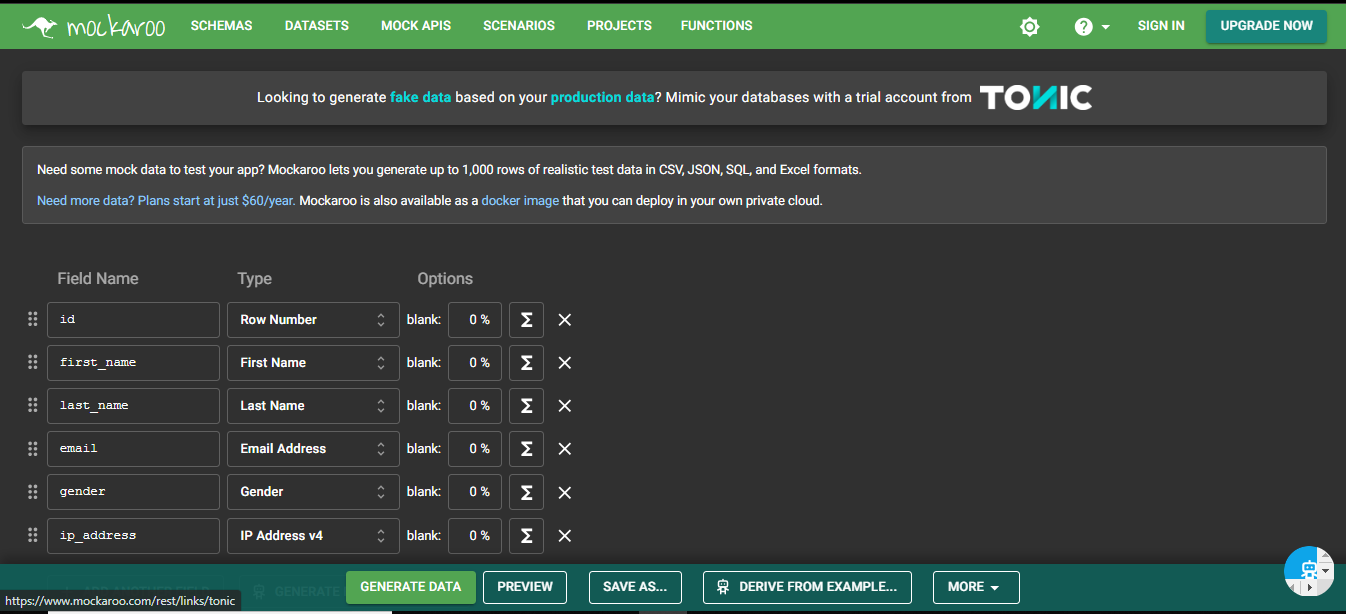 mockaroo SCHEMAS DATASETS MOCK APIS SCENARIOS PROJECTS FUNCTIONS ? SIGN IN UPGRADE NOW
Looking to generate fake data based on your production data? Mimic your databases with a trial account from TONIC
Need some mock data to test your app? Mockaroo lets you generate up to 1,000 rows of realistic test data in CSV, JSON, SQL, and Excel formats.
Need more data? Plans start at just $60/year. Mockaroo is also available as a docker image that you can deploy in your own private cloud.
Field Name Type Options
id Row Number blank: 0 % Σ
first_name First Name blank: 0 % Σ
last_name Last Name blank: 0 % Σ
email Email Address blank: 0 % Σ
gender Gender blank: 0 % Σ
ip_address IP Address v4 blank: 0 % Σ
GENERATE DATA PREVIEW SAVE AS... DERIVE FROM EXAMPLE... MORE
https://www.mockaroo.com/rest/links/tonic